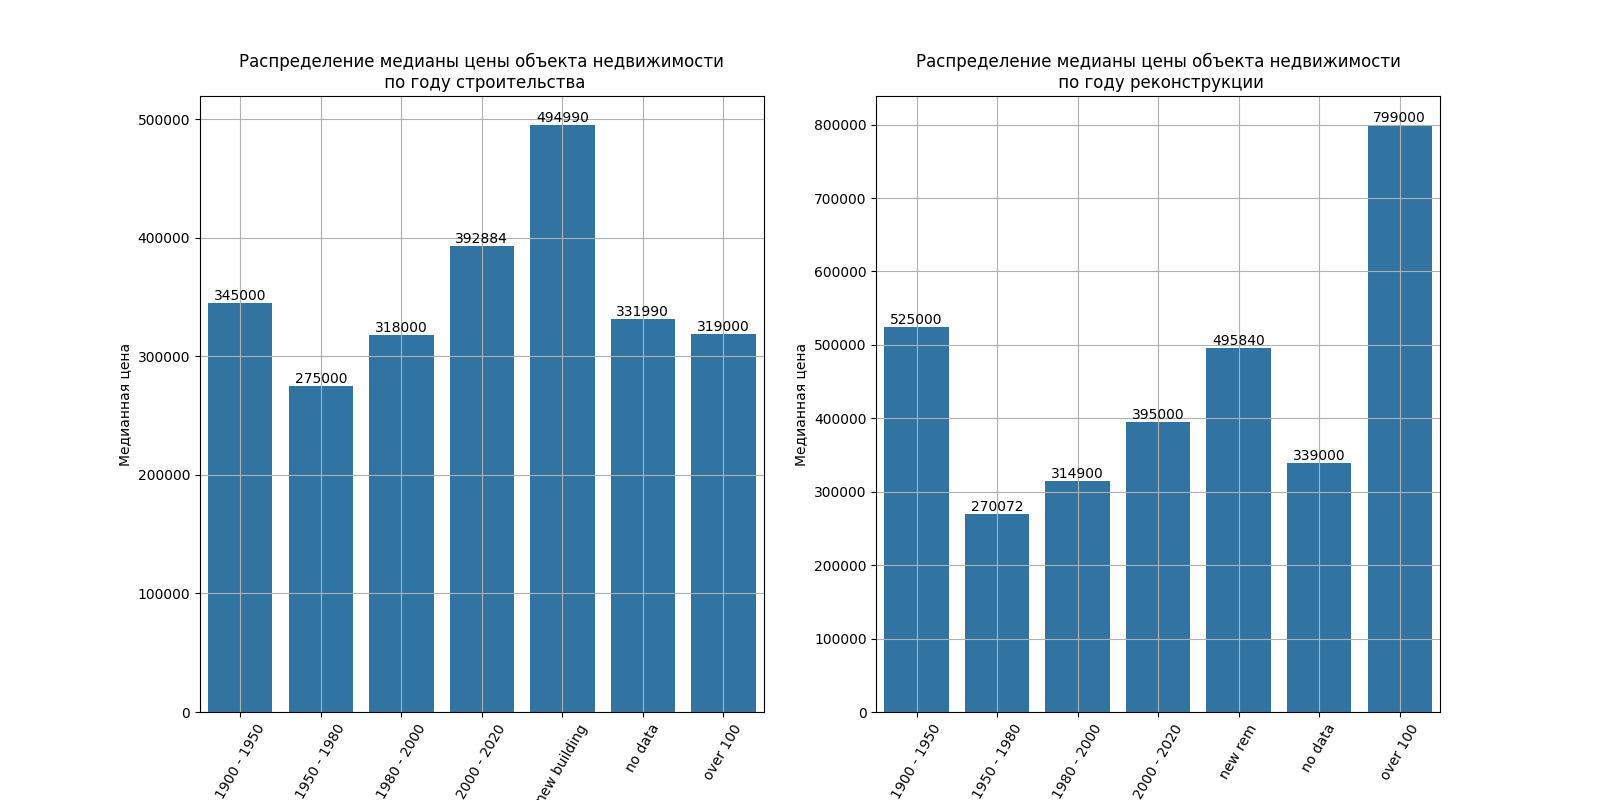 Распределение медианы цены объекта недвижимости
по году строительства
Медианная цена
500000
400000
300000
200000
100000
0
494990
392884
345000
331990
318000
319000
275000
1900 - 1950
1950 - 1980
1980 - 2000
2000 - 2020
new building
no data
over 100
Распределение медианы цены объекта недвижимости
по году реконструкции
Медианная цена
800000
700000
600000
500000
400000
300000
200000
100000
0
799000
525000
495840
395000
339000
314900
270072
1900 - 1950
1950 - 1980
1980 - 2000
2000 - 2020
new rem
no data
over 100